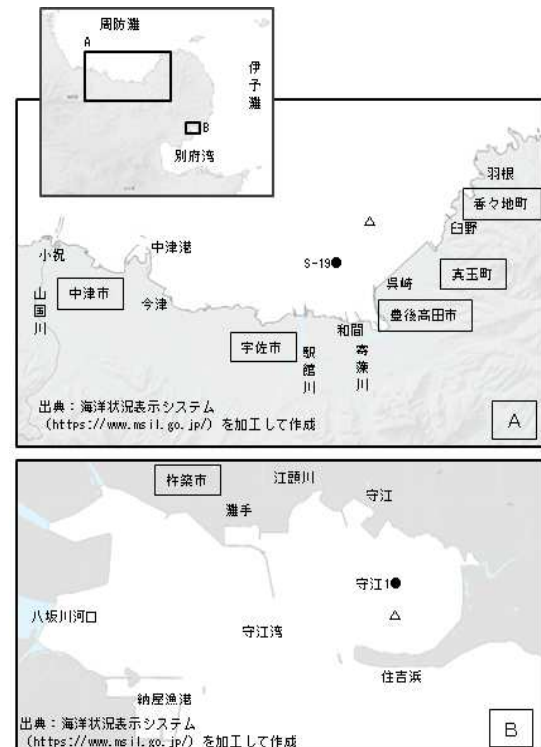 周防灘
A
伊予灘
B
別府湾
羽根
香々地町
臼野
小祝
中津港
S-19
呉崎
真玉町
山国川
中津市
今津
宇佐市
駅館川
和間
寄藻川
豊後高田市
出典:海洋状況表示システム
(https://www.msil.go.jp/)を加工して作成
A
杵築市
江頭川
守江
灘手
守江1
八坂川河口
守江湾
住吉浜
納屋漁港
出典:海洋状況表示システム
(https://www.msil.go.jp/)を加工して作成
B